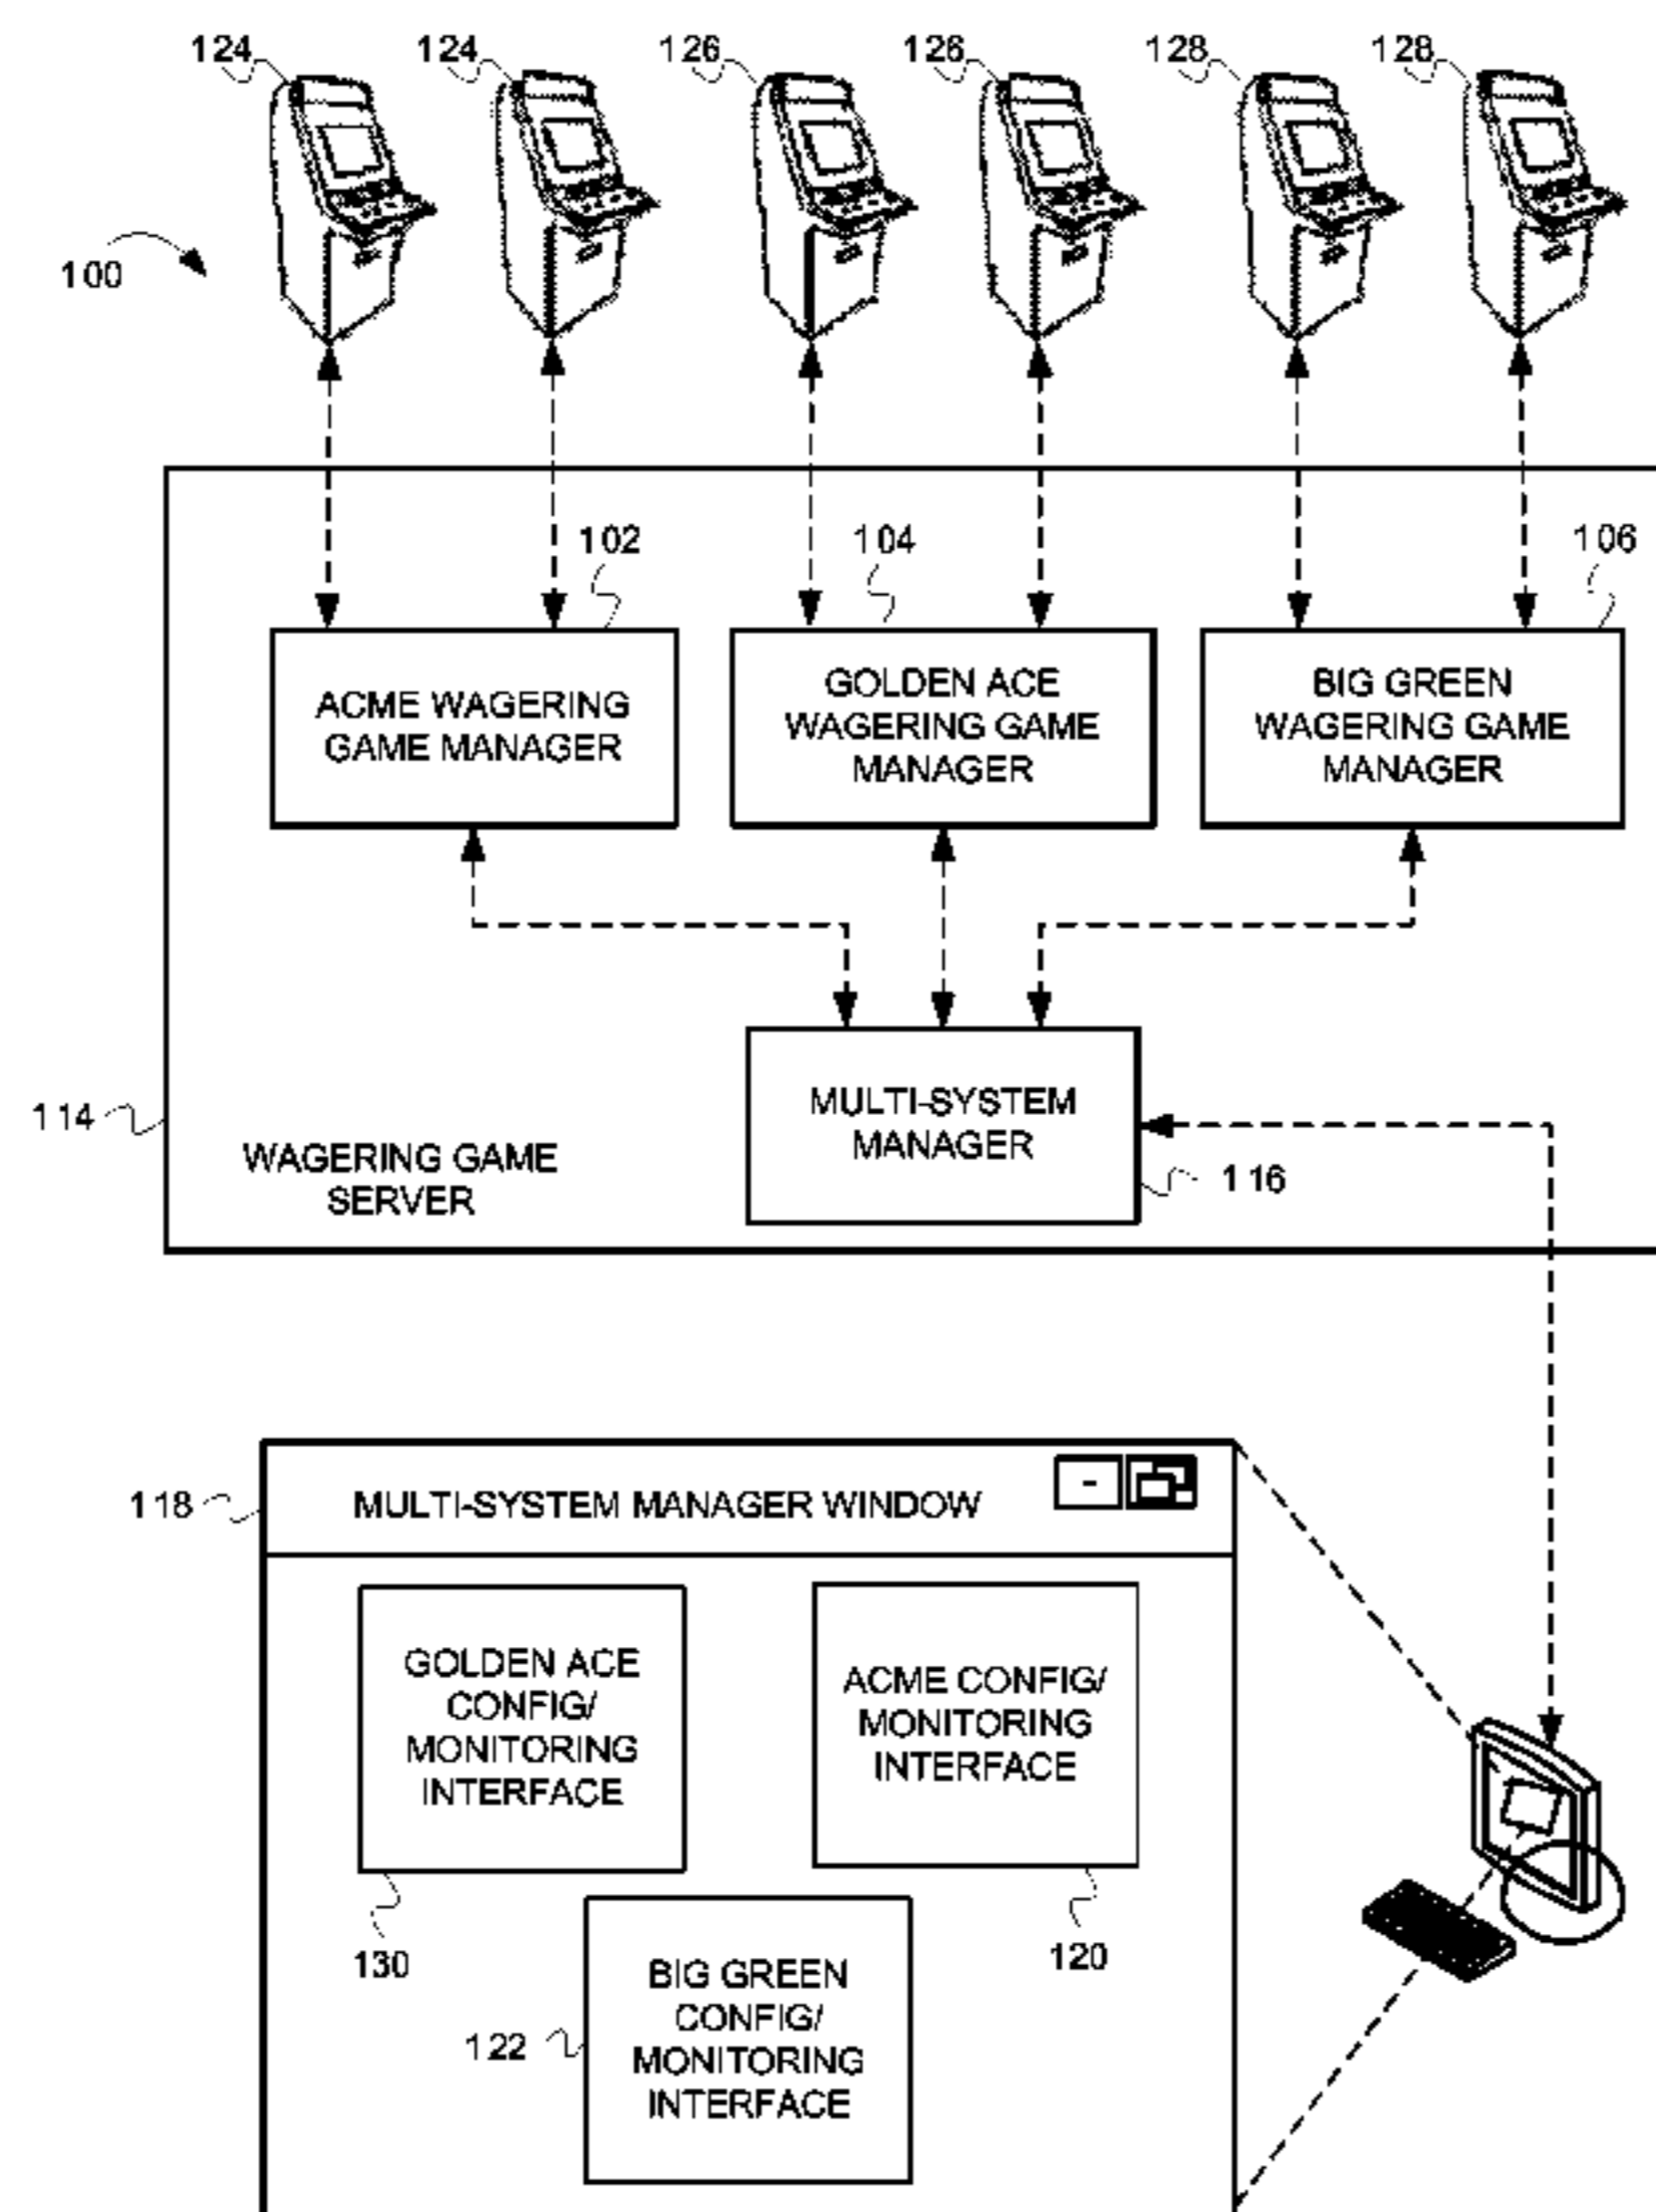 124 124 126 126 128 128
100
102 104 106
ACME WAGERING
GAME MANAGER
GOLDEN ACE
WAGERING GAME
MANAGER
BIG GREEN
WAGERING GAME
MANAGER
MULTI-SYSTEM
MANAGER
114
116
WAGERING GAME
SERVER
118
MULTI-SYSTEM MANAGER WINDOW
-
GOLDEN ACE
CONFIG/
MONITORING
INTERFACE
ACME CONFIG/
MONITORING
INTERFACE
130
120
BIG GREEN
CONFIG/
MONITORING
INTERFACE
122